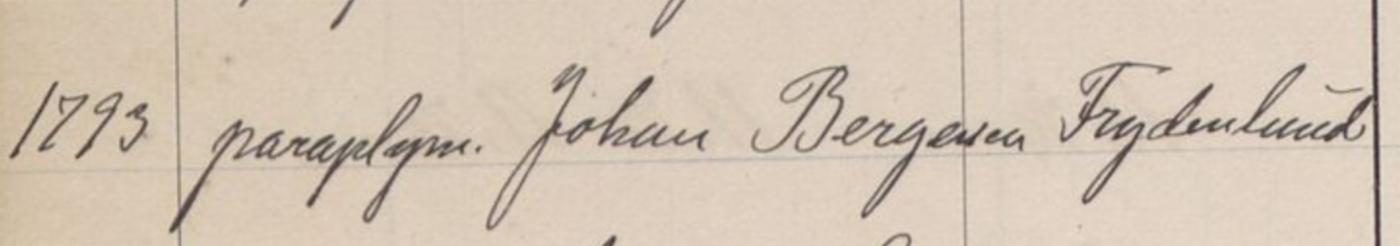 1793 paraplym. Johan Bergesen Frydenlund